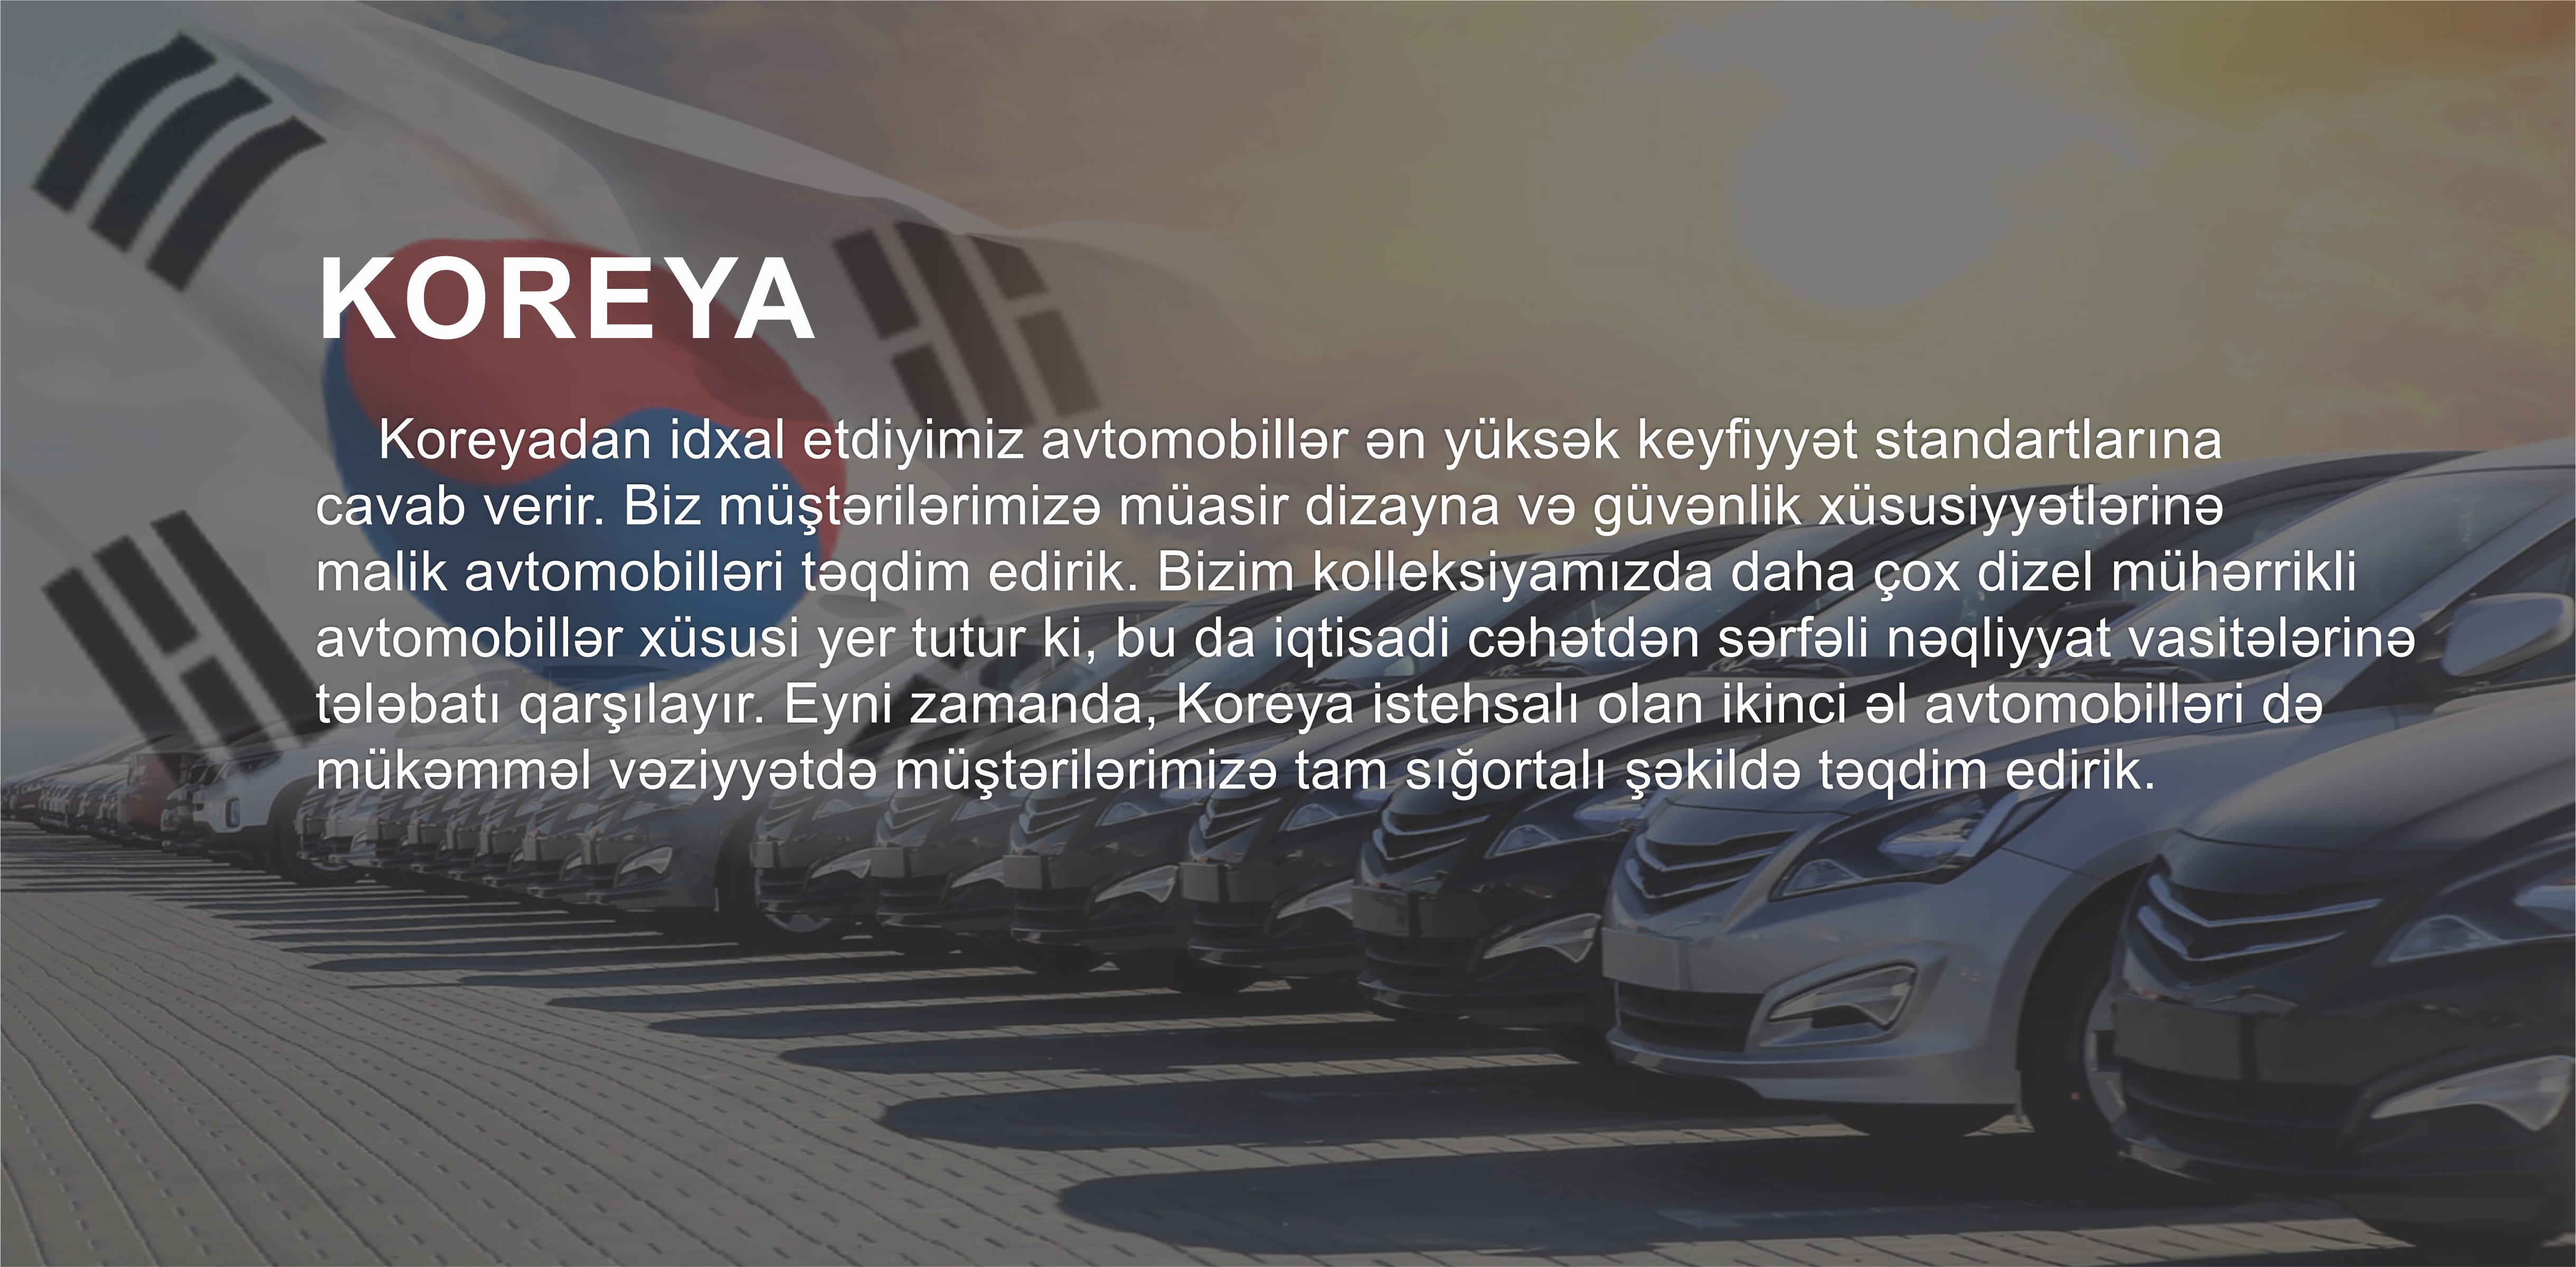 KOREYA
Koreyadan idxal etdiyimiz avtomobillər ən yüksək keyfiyyət standartlarına
cavab verir. Biz müştərilərimizə müasir dizayna və güvənlik xüsusiyyətlərinə
malik avtomobilləri təqdim edirik. Bizim kolleksiyamızda daha çox dizel mühərrikli
avtomobillər xüsusi yer tutur ki, bu da iqtisadi cəhətdən sərfəli nəqliyyat vasitələrinə
tələbatı qarşılayır. Eyni zamanda, Koreya istehsalı olan ikinci əl avtomobilləri də
mükəmməl vəziyyətdə müştərilərimizə tam sığortalı şəkildə təqdim edirik.